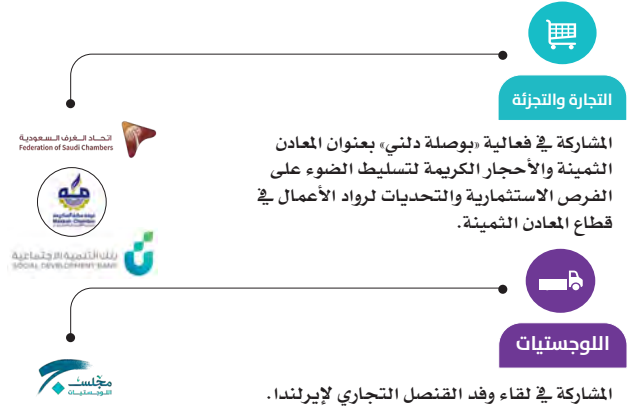 التجارة والتجزئة
المشاركة في فعالية «بوصلة دلني» بعنوان المعادن
الثمينة والأحجار الكريمة لتسليط الضوء على
الفرص الاستثمارية والتحديات لرواد الأعمال في
قطاع المعادن الثمينة.
اتحاد الغرف السعودية
Federation of Saudi Chambers
غرفة مكة المكرمة
Makkah Chamber
بنك التنمية الاجتماعية
SOCIAL DEVELOPMENT BANK
اللوجستيات
المشاركة في لقاء وفد القنصل التجاري لإيرلندا.
مجلس
اللوجستيات